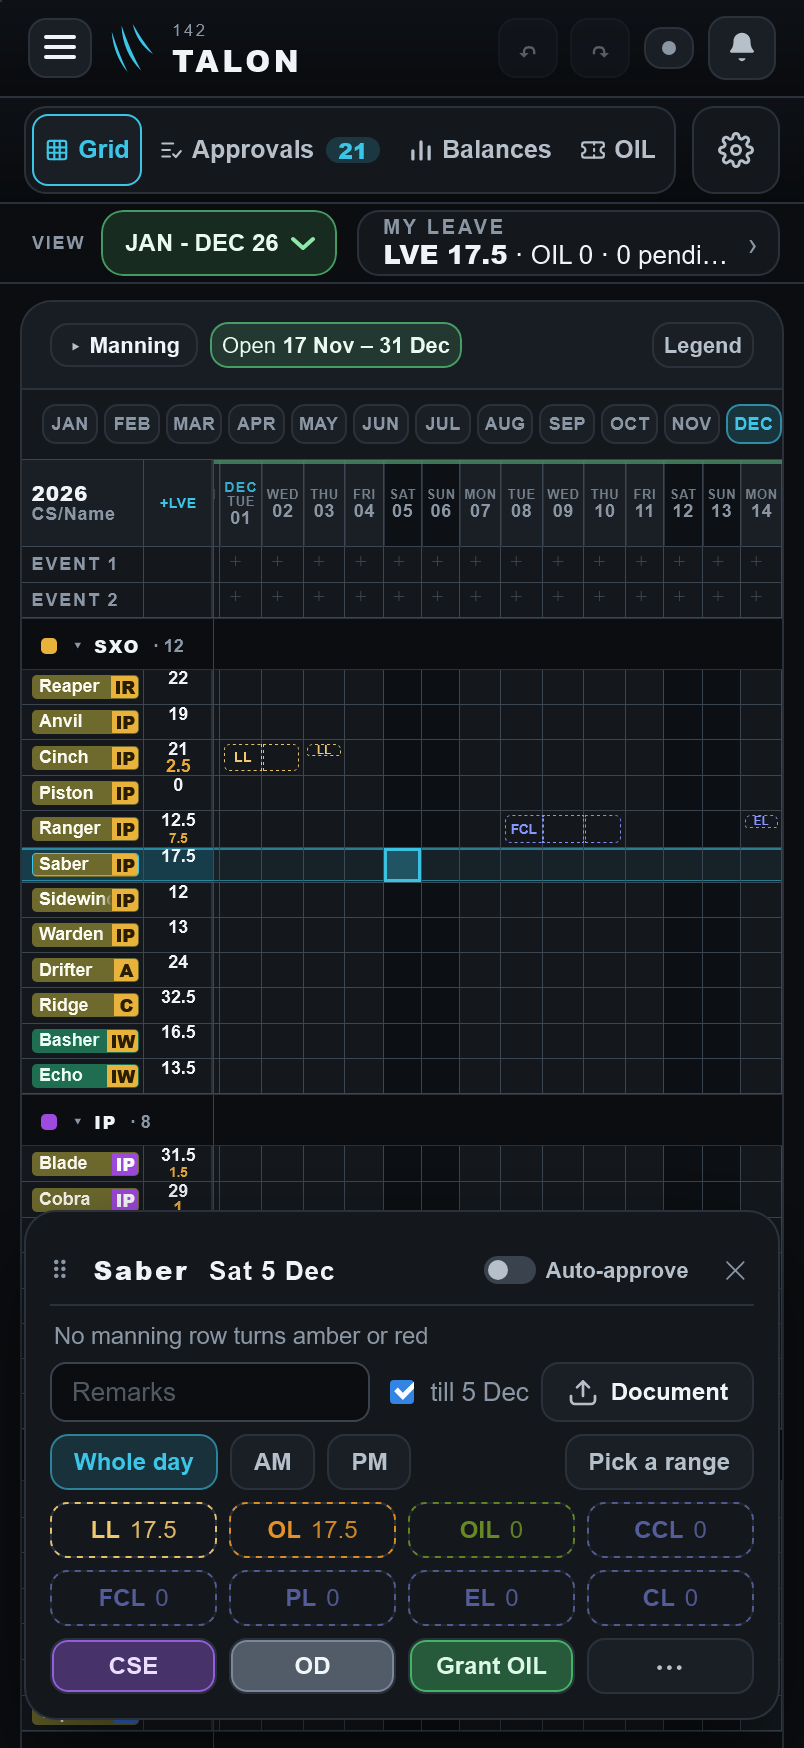 142
TALON
Grid
Approvals 21
Balances
OIL
VIEW
JAN - DEC 26
MY LEAVE
LVE 17.5 · OIL 0 · 0 pendi…
Manning
Open 17 Nov – 31 Dec
Legend
JAN FEB MAR APR MAY JUN JUL AUG SEP OCT NOV DEC
2026
CS/Name
+LVE
DEC
TUE WED THU FRI SAT SUN MON TUE WED THU FRI SAT SUN MON
01 02 03 04 05 06 07 08 09 10 11 12 13 14
EVENT 1 + + + + + + + + + + + + + +
EVENT 2 + + + + + + + + + + + + + +
SXO · 12
Reaper IR 22
Anvil IP 19
Cinch IP 21 LL LL
2.5
Piston IP 0
Ranger IP 12.5 FCL EL
7.5
Saber IP 17.5
Sidewin IP 12
Warden IP 13
Drifter A 24
Ridge C 32.5
Basher IW 16.5
Echo IW 13.5
IP · 8
Blade IP 31.5
1.5
Cobra IP 29
1
Saber Sat 5 Dec
Auto-approve
No manning row turns amber or red
Remarks
till 5 Dec
Document
Whole day
AM
PM
Pick a range
LL 17.5
OL 17.5
OIL 0
CCL 0
FCL 0
PL 0
EL 0
CL 0
CSE
OD
Grant OIL
···